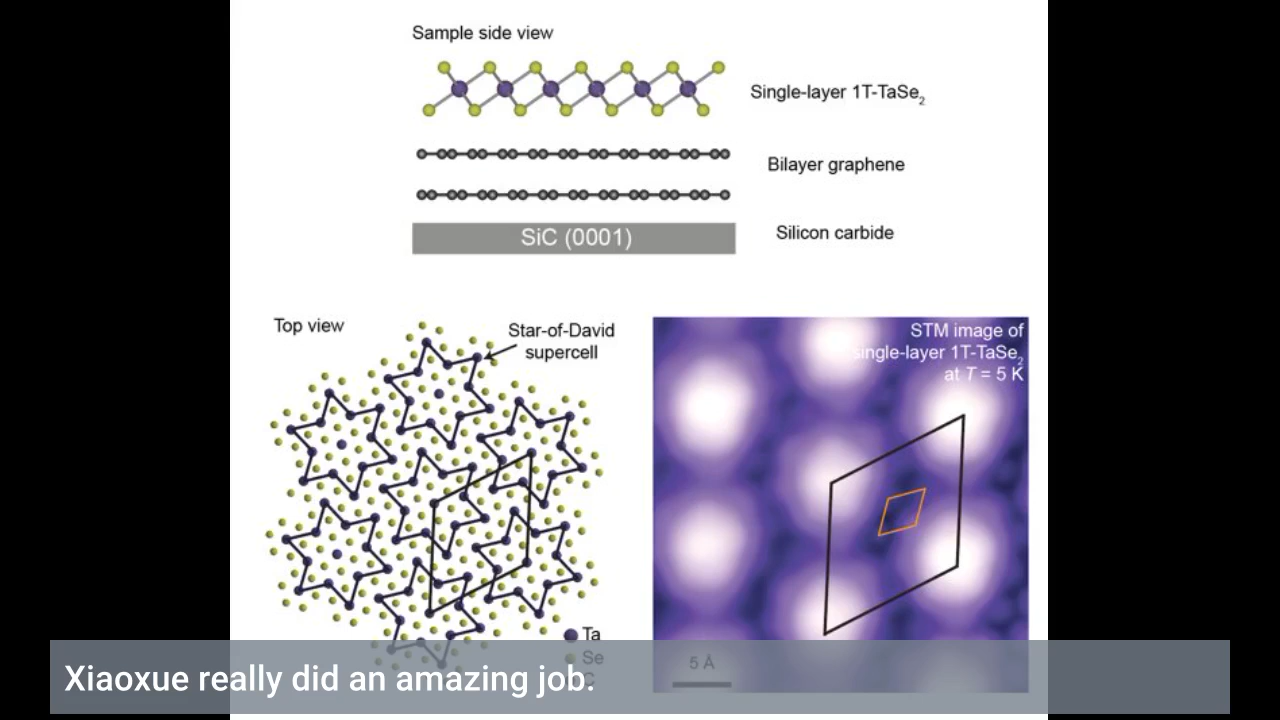 Sample side view
Single-layer 1T-TaSe₂
Bilayer graphene
SiC (0001)
Silicon carbide
Top view
Star-of-David
supercell
STM image of
single-layer 1T-TaSe₂
at T = 5 K
Ta
Se
C
5 Å
Xiaoxue really did an amazing job.